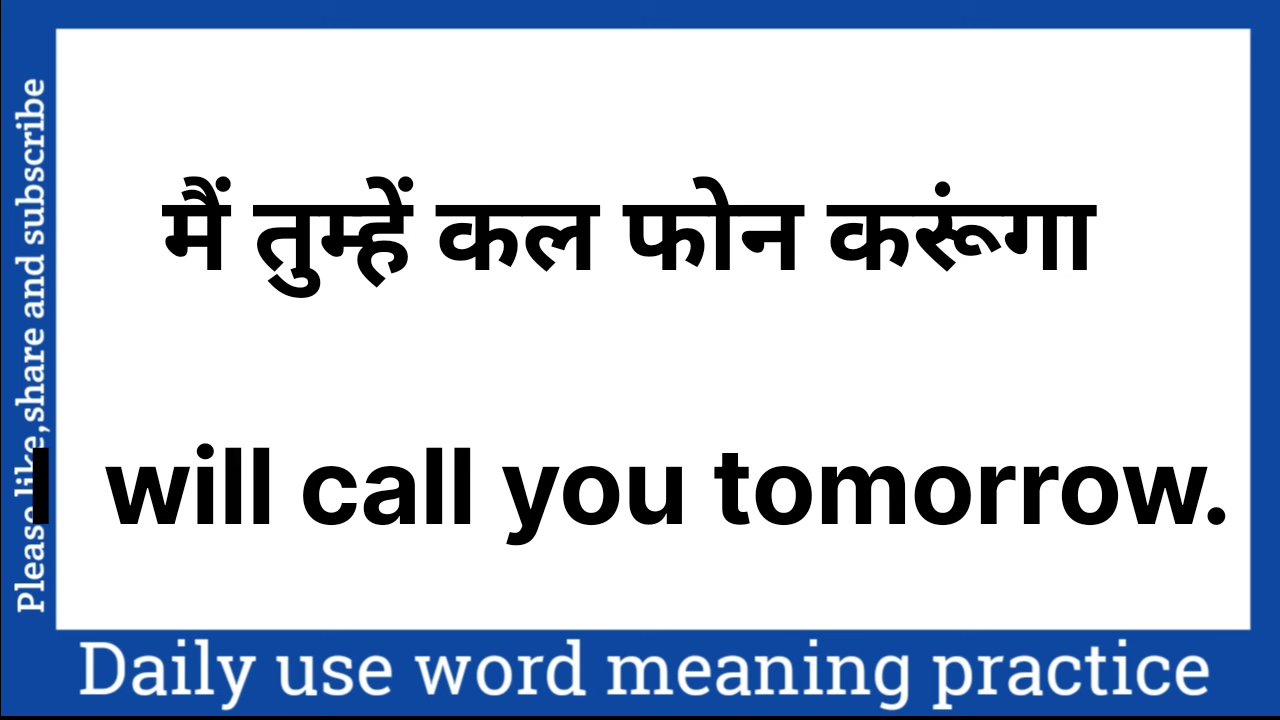 Please like,share and subscribe
मैं तुम्हें कल फोन करूंगा
I will call you tomorrow.
Daily use word meaning practice